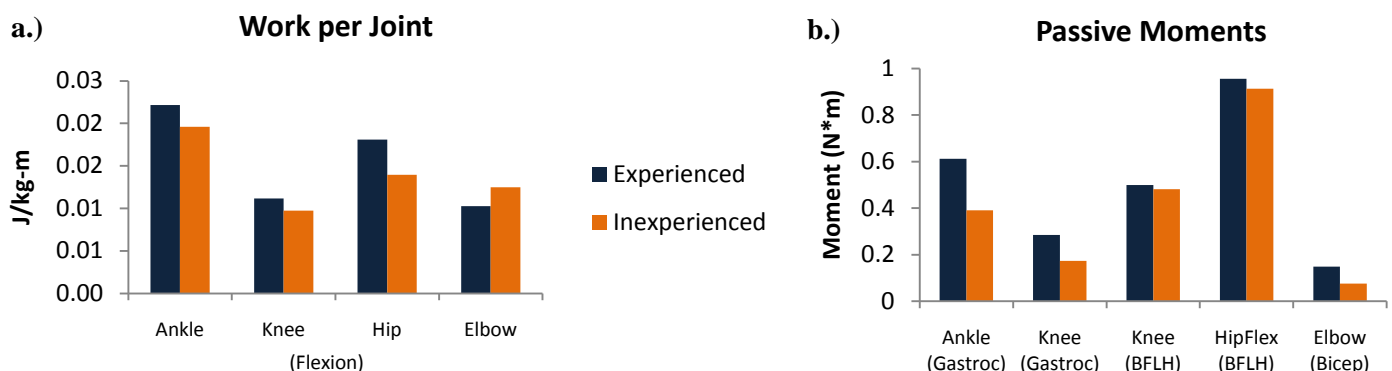 a.)
Work per Joint
J/kg-m
0.03
0.02
0.02
0.01
0.01
0.00
Ankle Knee Hip Elbow
(Flexion)
Experienced
Inexperienced
b.)
Passive Moments
Moment (N*m)
1
0.8
0.6
0.4
0.2
0
Ankle Knee Knee HipFlex Elbow
(Gastroc) (Gastroc) (BFLH) (BFLH) (Bicep)